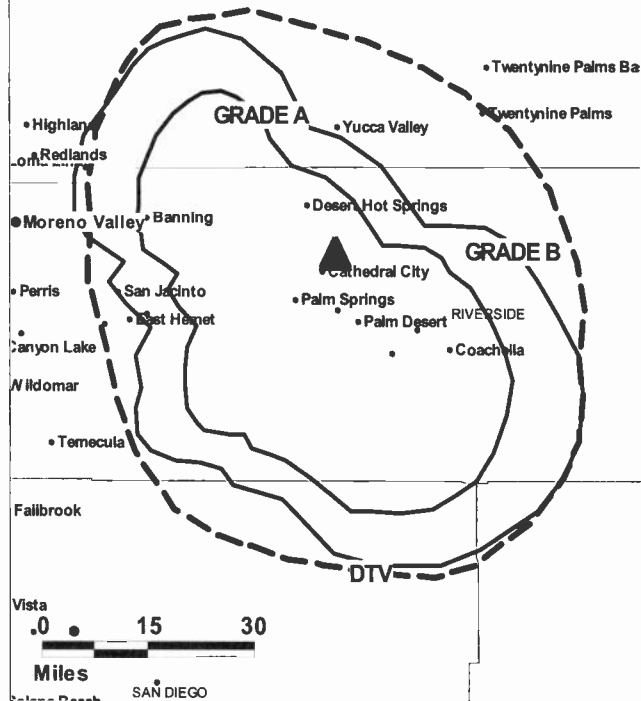 Twentynine Palms Ba
Twentynine Palms
GRADE A
Highlan
Yucca Valley
Redlands
Desert Hot Springs
Moreno Valley
Banning
GRADE B
Cathedral City
Perris
San Jacinto
Palm Springs
RIVERSIDE
East Hemet
Palm Desert
Canyon Lake
Coachella
Wildomar
Temecula
Fallbrook
DTV
Vista
.0 15 30
Miles
SAN DIEGO